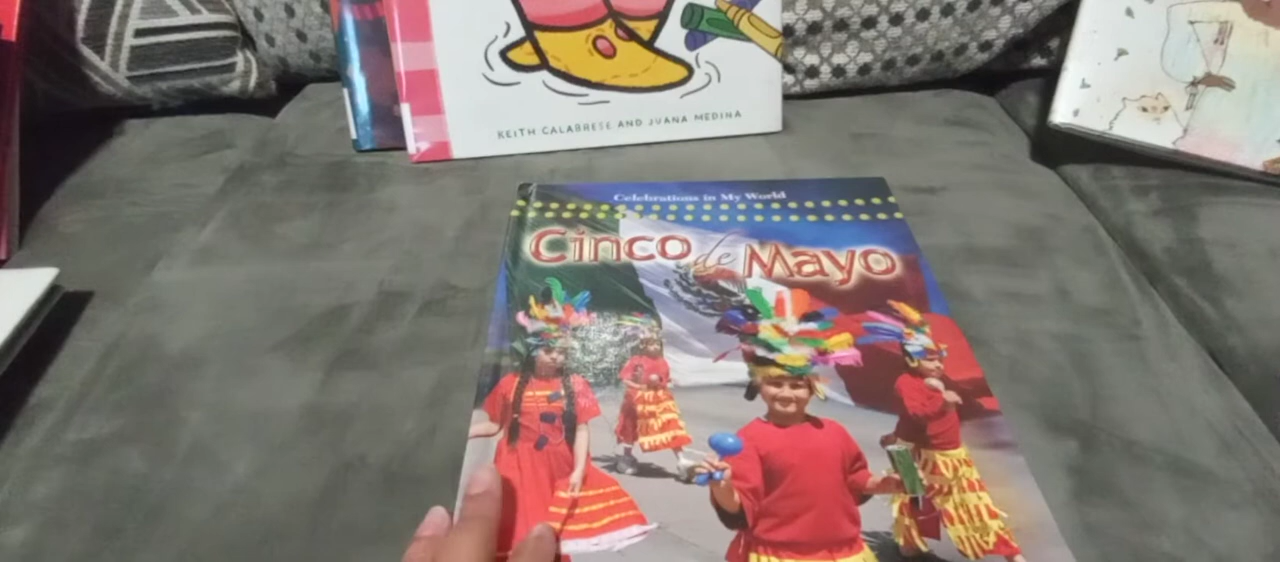 KEITH CALABRESE AND JUANA MEDINA
Celebrations in My World
Cinco de Mayo